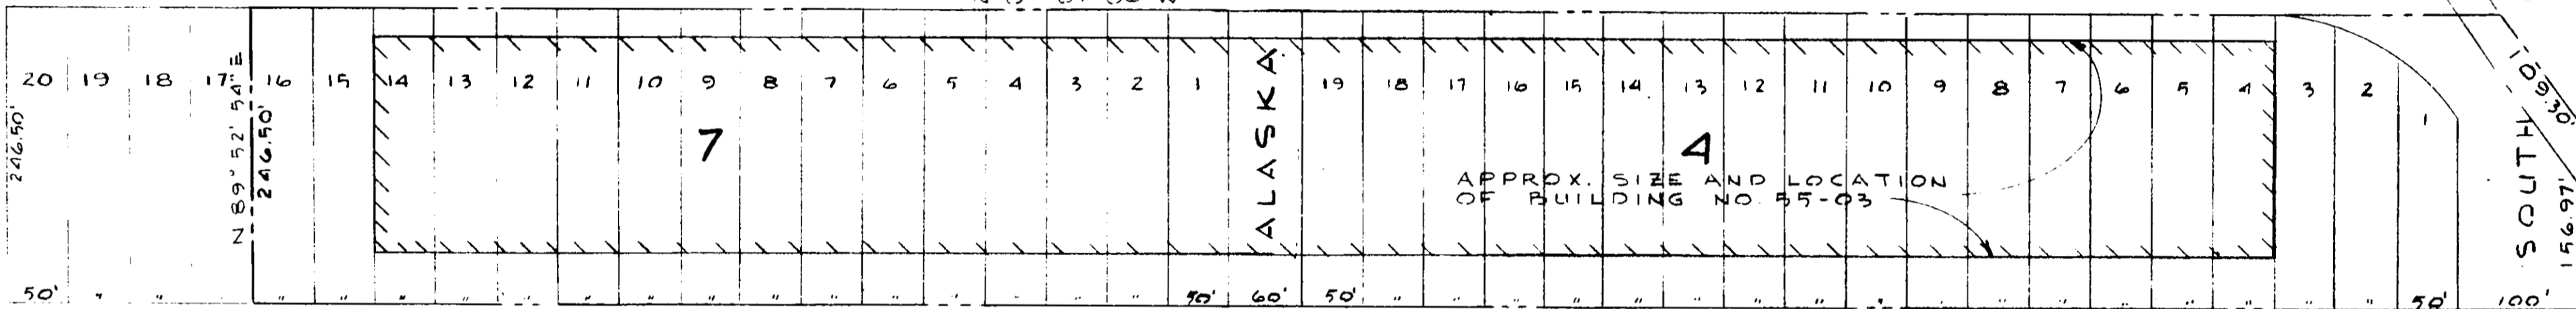 20 19 18 17 16 15 14 13 12 11 10 9 8 7 6 5 4 3 2 1 19 18 17 16 15 14 13 12 11 10 9 8 7 6 5 4 3 2 1
246.50'
N 89° 52' 54" E
246.50'
7
ALASKA
4
APPROX. SIZE AND LOCATION
OF BUILDING NO. 55-03
SOUTH
109.30'
156.97'
50' " " " " " " " " " " " " " " " " 50' 60' 50' " " " " " " " " " " " " " " " " " 50' 100'